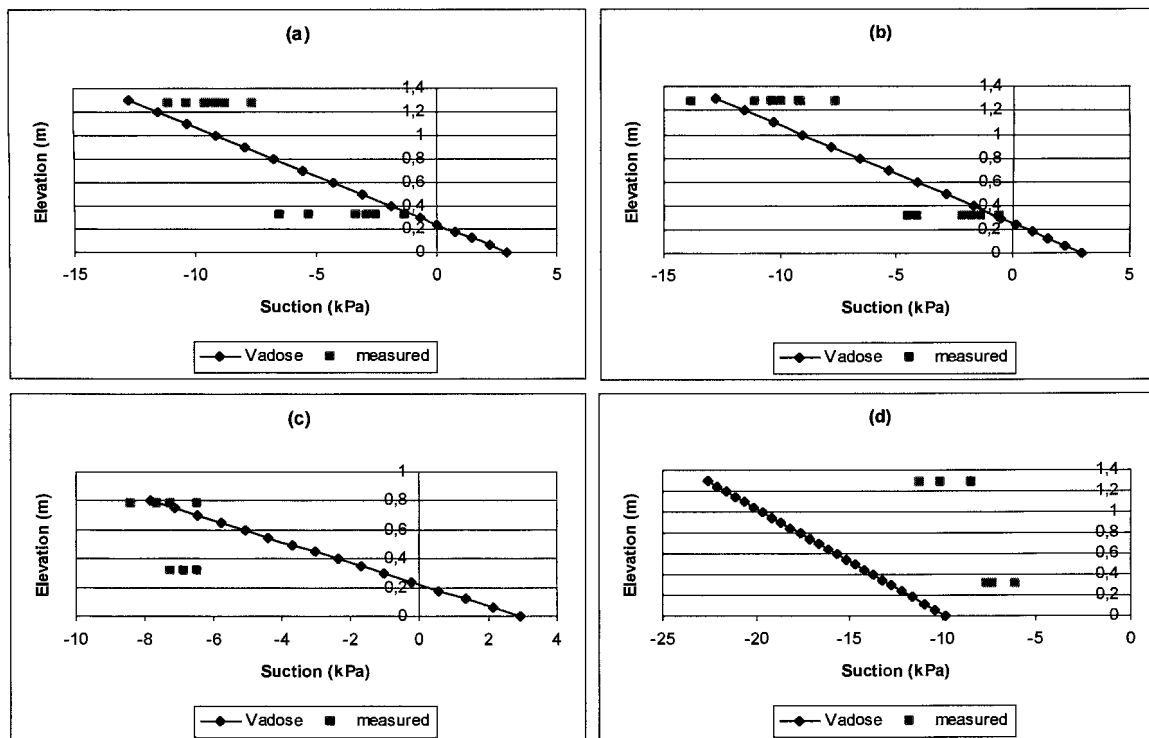 (a)
1,4
1,2
1
0,8
0,6
0,4
0,2
0
Elevation (m)
-15 -10 -5 0 5
Suction (kPa)
Vadose measured
(b)
1,4
1,2
1
0,8
0,6
0,4
0,2
0
Elevation (m)
-15 -10 -5 0 5
Suction (kPa)
Vadose measured
(c)
1
0,8
0,6
0,4
0,2
0
Elevation (m)
-10 -8 -6 -4 -2 0 2 4
Suction (kPa)
Vadose measured
(d)
1,4
1,2
1
0,8
0,6
0,4
0,2
0
Elevation (m)
-25 -20 -15 -10 -5 0
Suction (kPa)
Vadose measured